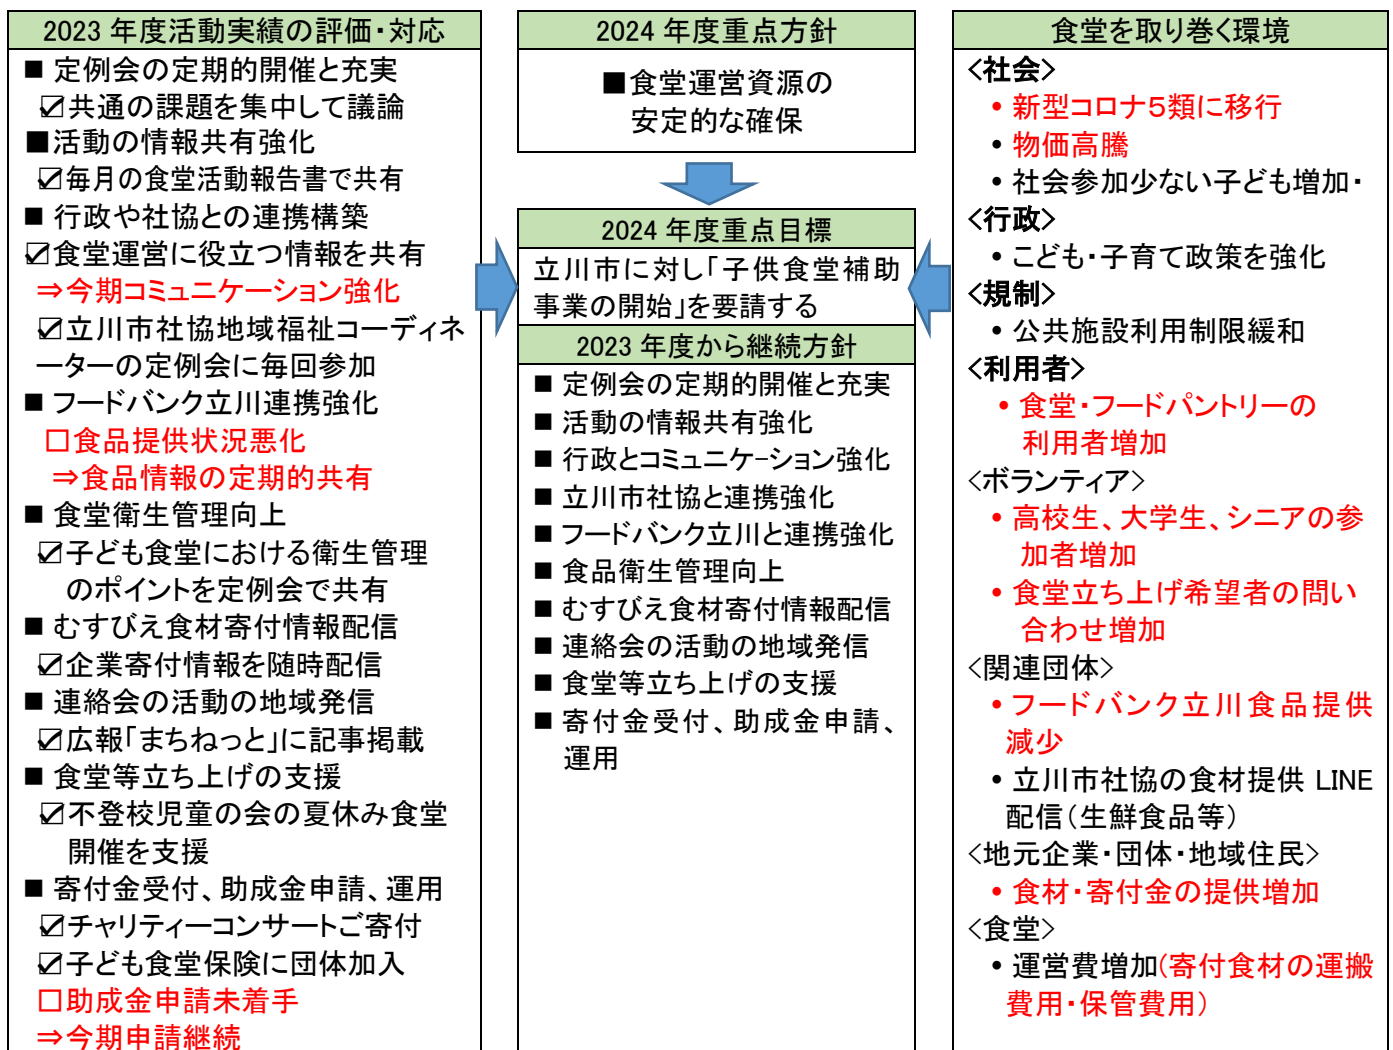 2023 年度活動実績の評価・対応
■ 定例会の定期的開催と充実
☑共通の課題を集中して議論
■活動の情報共有強化
☑毎月の食堂活動報告書で共有
■ 行政や社協との連携構築
☑食堂運営に役立つ情報を共有
⇒今期コミュニケーション強化
☑立川市社協地域福祉コーディネ
ーターの定例会に毎回参加
■ フードバンク立川連携強化
□食品提供状況悪化
⇒食品情報の定期的共有
■ 食堂衛生管理向上
☑子ども食堂における衛生管理
のポイントを定例会で共有
■ むすびえ食材寄付情報配信
☑企業寄付情報を随時配信
■ 連絡会の活動の地域発信
☑広報「まちねっと」に記事掲載
■ 食堂等立ち上げの支援
☑不登校児童の会の夏休み食堂
開催を支援
■ 寄付金受付、助成金申請、運用
☑チャリティーコンサートご寄付
☑子ども食堂保険に団体加入
□助成金申請未着手
⇒今期申請継続
2024 年度重点方針
■食堂運営資源の
安定的な確保
2024 年度重点目標
立川市に対し「子供食堂補助
事業の開始」を要請する
2023 年度から継続方針
■ 定例会の定期的開催と充実
■ 活動の情報共有強化
■ 行政とコミュニケ－ション強化
■ 立川市社協と連携強化
■ フードバンク立川と連携強化
■ 食品衛生管理向上
■ むすびえ食材寄付情報配信
■ 連絡会の活動の地域発信
■ 食堂等立ち上げの支援
■ 寄付金受付、助成金申請、
運用
食堂を取り巻く環境
<社会>
• 新型コロナ５類に移行
• 物価高騰
• 社会参加少ない子ども増加・
<行政>
• こども・子育て政策を強化
<規制>
• 公共施設利用制限緩和
<利用者>
• 食堂・フードパントリーの
利用者増加
<ボランティア>
• 高校生、大学生、シニアの参
加者増加
• 食堂立ち上げ希望者の問い
合わせ増加
<関連団体>
• フードバンク立川食品提供
減少
• 立川市社協の食材提供 LINE
配信（生鮮食品等）
<地元企業・団体・地域住民>
• 食材・寄付金の提供増加
<食堂>
• 運営費増加(寄付食材の運搬
費用・保管費用）